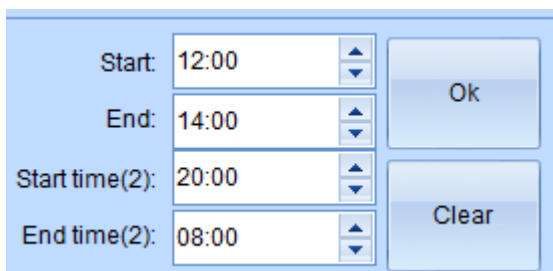 Start: 12:00
End: 14:00
Ok
Start time(2): 20:00
End time(2): 08:00
Clear